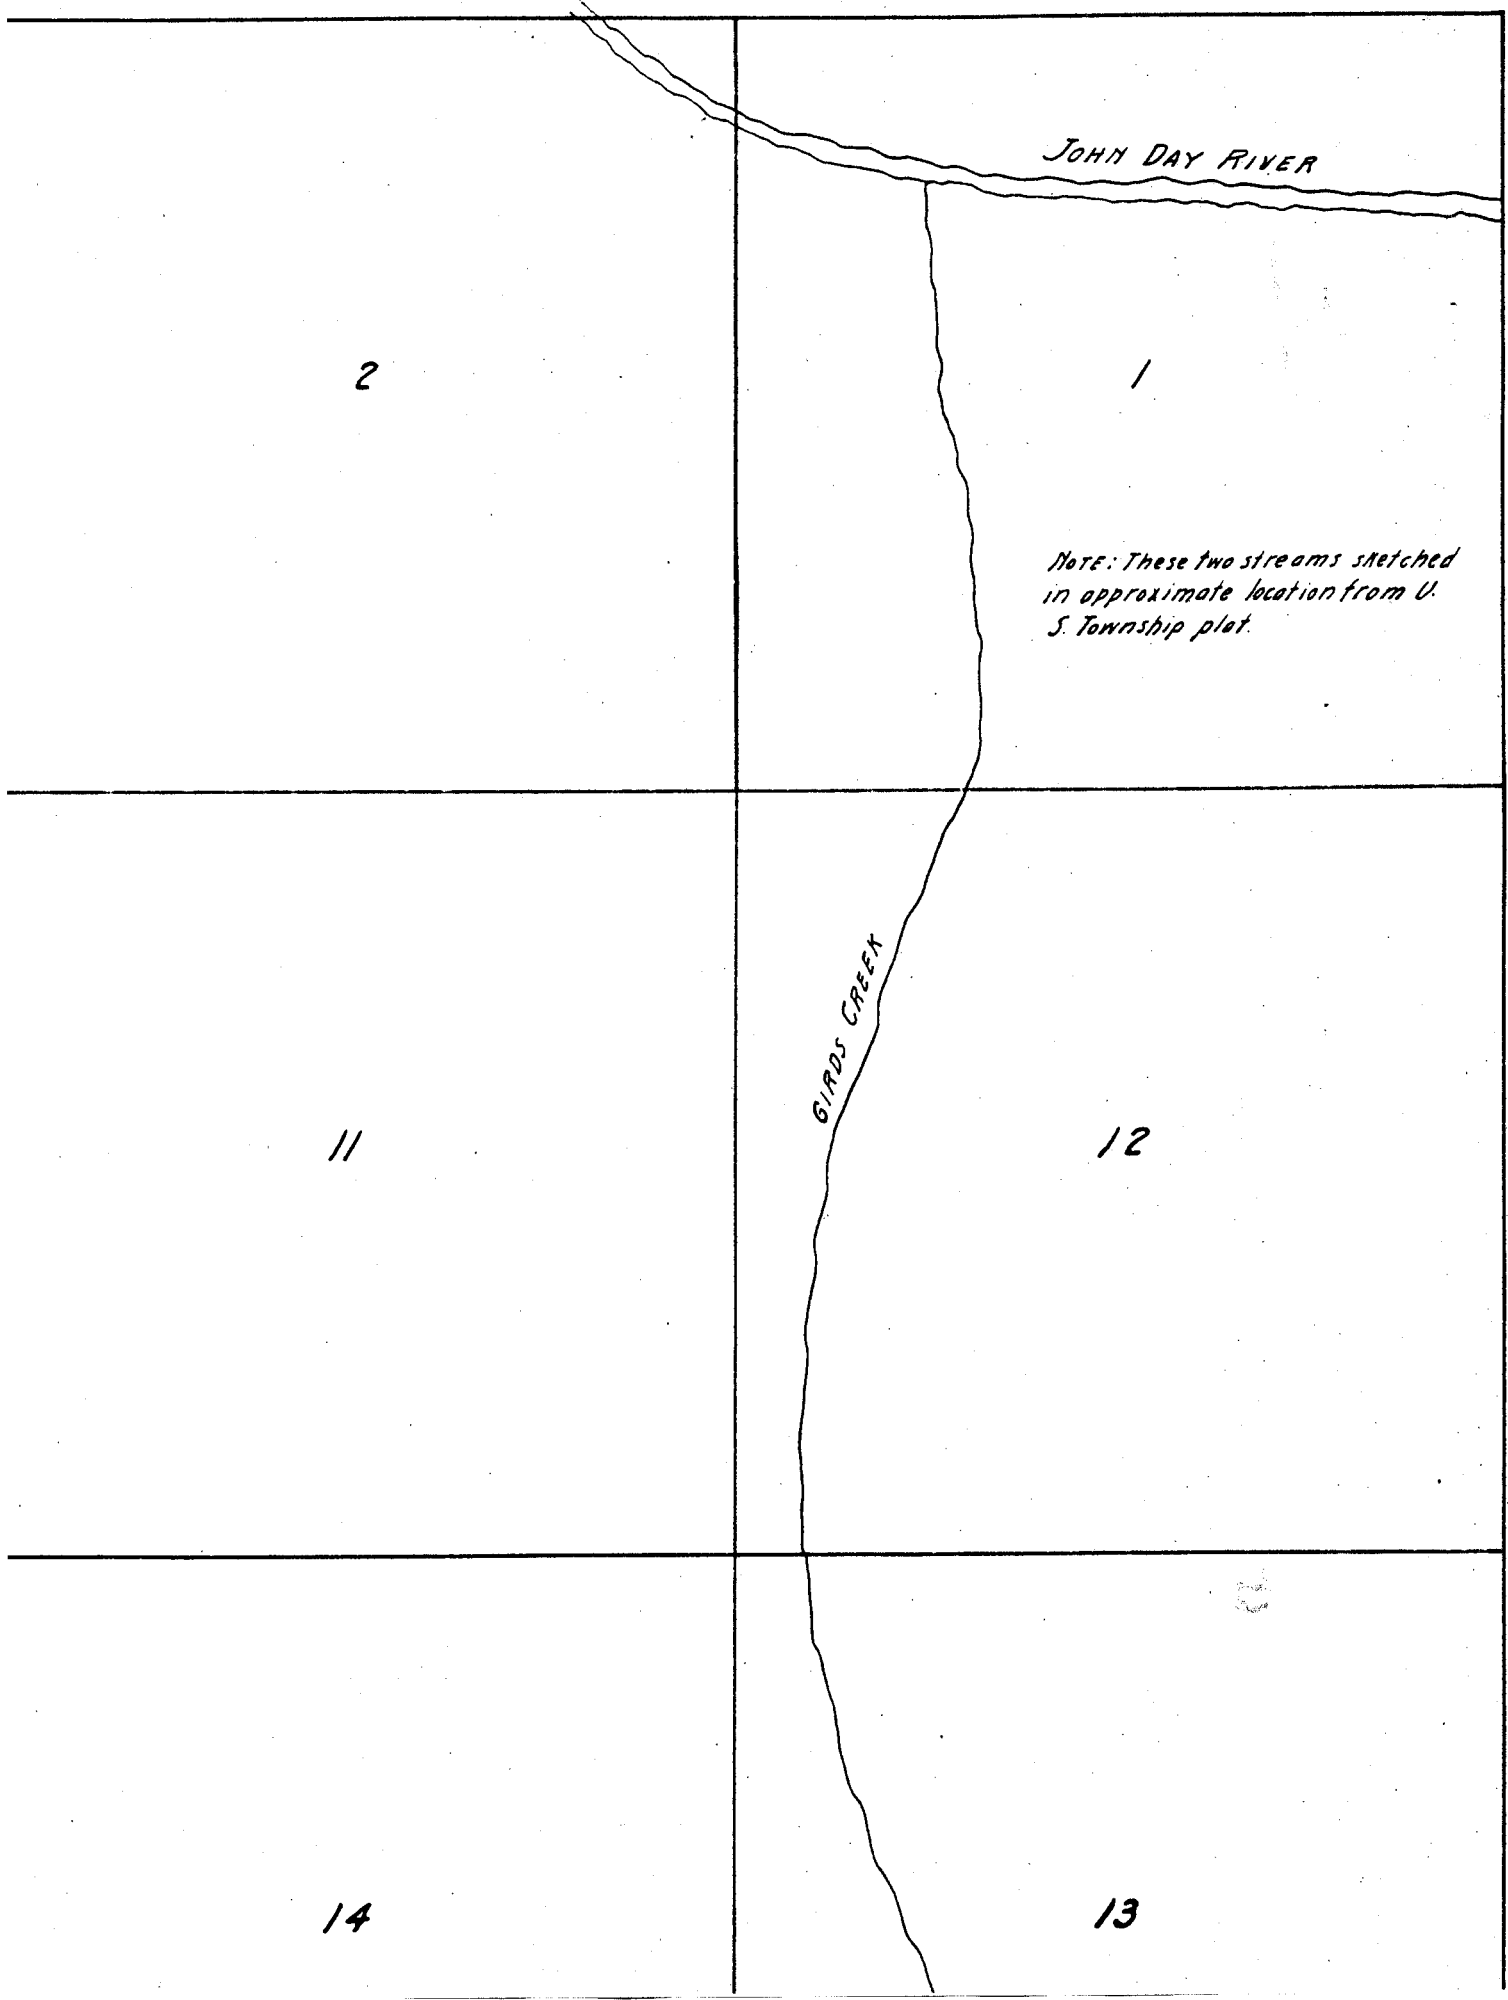 JOHN DAY RIVER
2
1
NOTE: These two streams sketched
in approximate location from U.
S. Township plat.
GIRDS CREEK
11
12
14
13